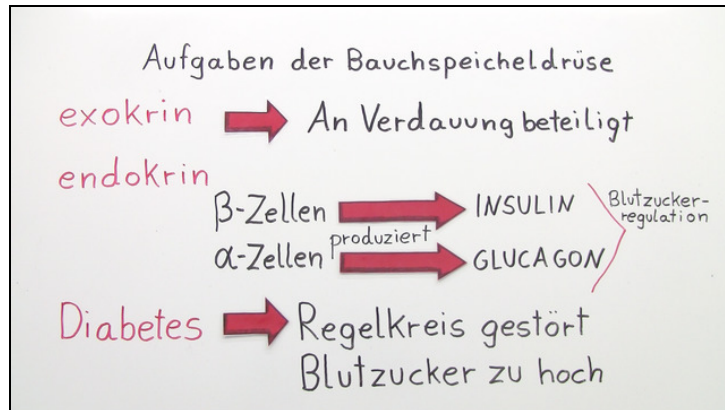 Aufgaben der Bauchspeicheldrüse
exokrin An Verdauung beteiligt
endokrin
β-Zellen INSULIN
produziert
α-Zellen GLUCAGON
Blutzucker-
regulation
Diabetes Regelkreis gestört
Blutzucker zu hoch